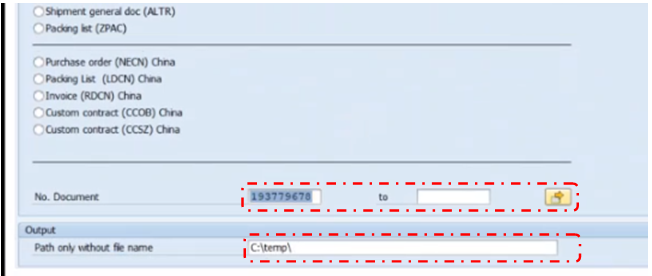 Shipment general doc (ALTR)
Packing list (ZPAC)
Purchase order (NECN) China
Packing List (LDCN) China
Invoice (RDCN) China
Custom contract (CCOB) China
Custom contract (CCSZ) China
No. Document 193779678 to
Output
Path only without file name C:\temp\